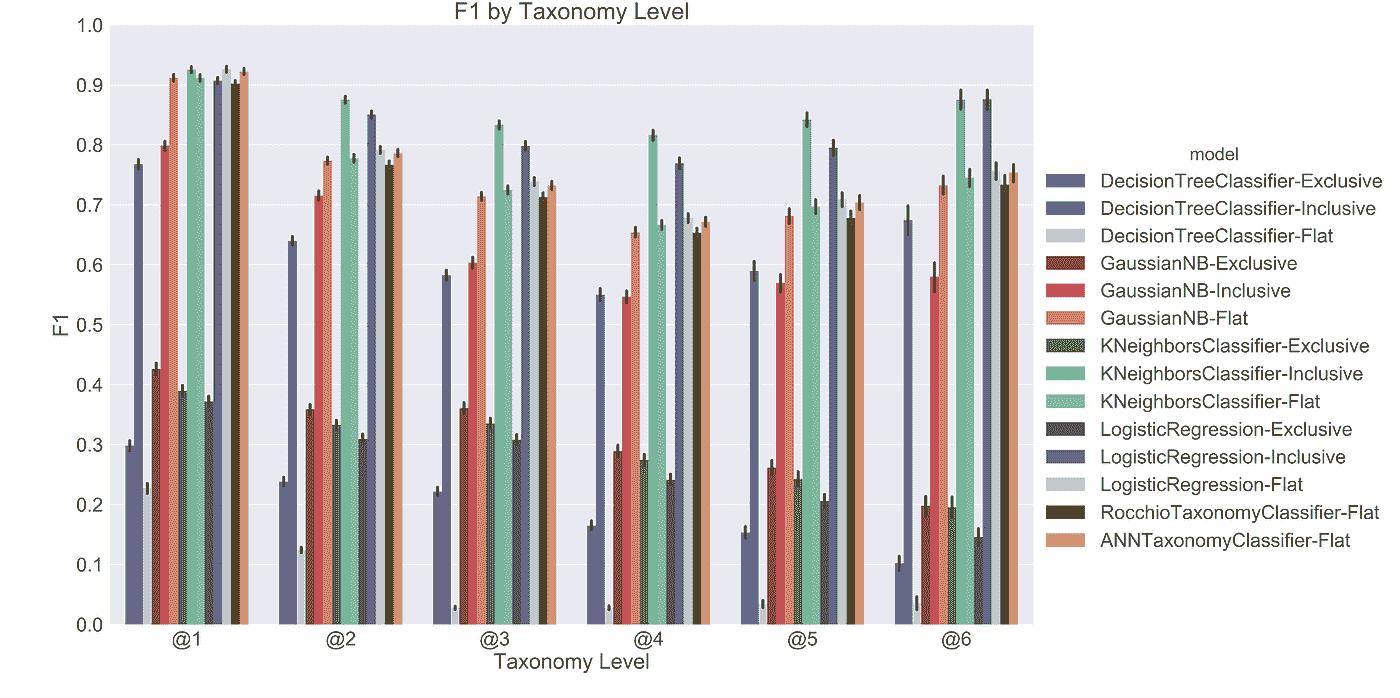 F1 by Taxonomy Level
1.0
0.9
0.8
0.7
0.6
0.5
0.4
0.3
0.2
0.1
0.0
F1
@1 @2 @3 @4 @5 @6
Taxonomy Level
model
DecisionTreeClassifier-Exclusive
DecisionTreeClassifier-Inclusive
DecisionTreeClassifier-Flat
GaussianNB-Exclusive
GaussianNB-Inclusive
GaussianNB-Flat
KNeighborsClassifier-Exclusive
KNeighborsClassifier-Inclusive
KNeighborsClassifier-Flat
LogisticRegression-Exclusive
LogisticRegression-Inclusive
LogisticRegression-Flat
RocchioTaxonomyClassifier-Flat
ANNTaxonomyClassifier-Flat